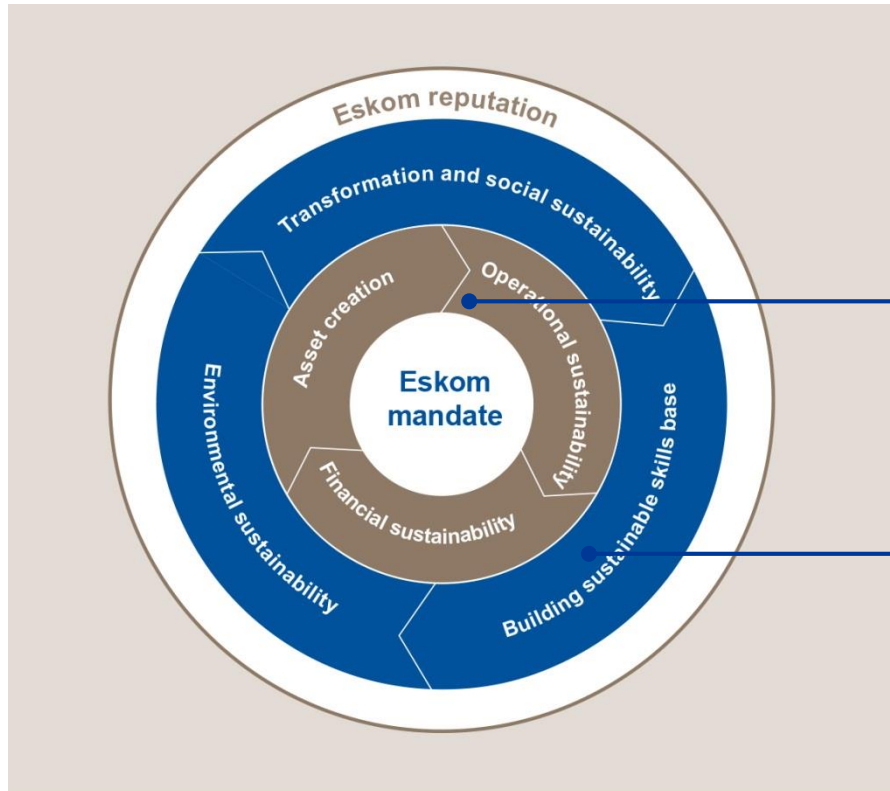 Eskom reputation
Transformation and social sustainability
Building sustainable skills base
Environmental sustainability
Asset creation
Operational sustainability
Financial sustainability
Eskom
mandate